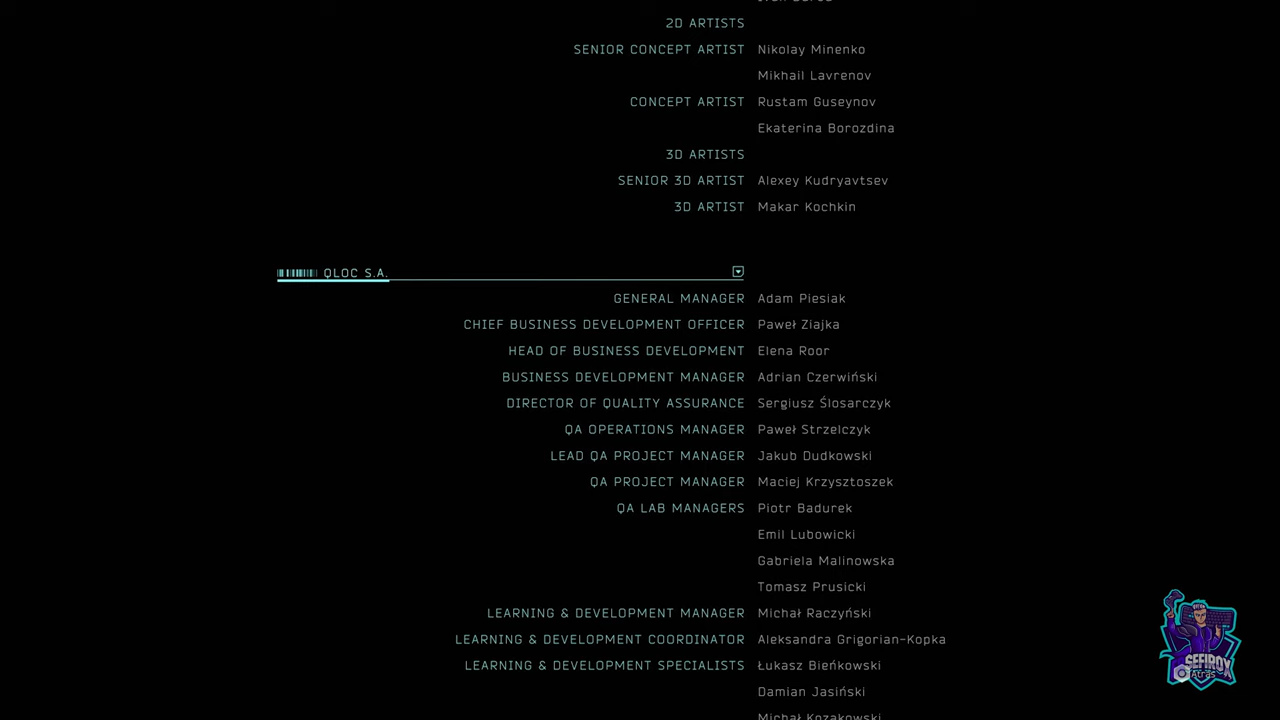 2D ARTISTS
SENIOR CONCEPT ARTIST Nikolay Minenko
Mikhail Lavrenov
CONCEPT ARTIST Rustam Guseynov
Ekaterina Borozdina
3D ARTISTS
SENIOR 3D ARTIST Alexey Kudryavtsev
3D ARTIST Makar Kochkin
QLOC S.A.
GENERAL MANAGER Adam Piesiak
CHIEF BUSINESS DEVELOPMENT OFFICER Paweł Ziajka
HEAD OF BUSINESS DEVELOPMENT Elena Roor
BUSINESS DEVELOPMENT MANAGER Adrian Czerwiński
DIRECTOR OF QUALITY ASSURANCE Sergiusz Ślosarczyk
QA OPERATIONS MANAGER Paweł Strzelczyk
LEAD QA PROJECT MANAGER Jakub Dudkowski
QA PROJECT MANAGER Maciej Krzysztoszek
QA LAB MANAGERS Piotr Badurek
Emil Lubowicki
Gabriela Malinowska
Tomasz Prusicki
LEARNING & DEVELOPMENT MANAGER Michał Raczyński
LEARNING & DEVELOPMENT COORDINATOR Aleksandra Grigorian-Kopka
LEARNING & DEVELOPMENT SPECIALISTS Łukasz Bieńkowski
Damian Jasiński
Michał Kozakowski
SEFIROX
Atras